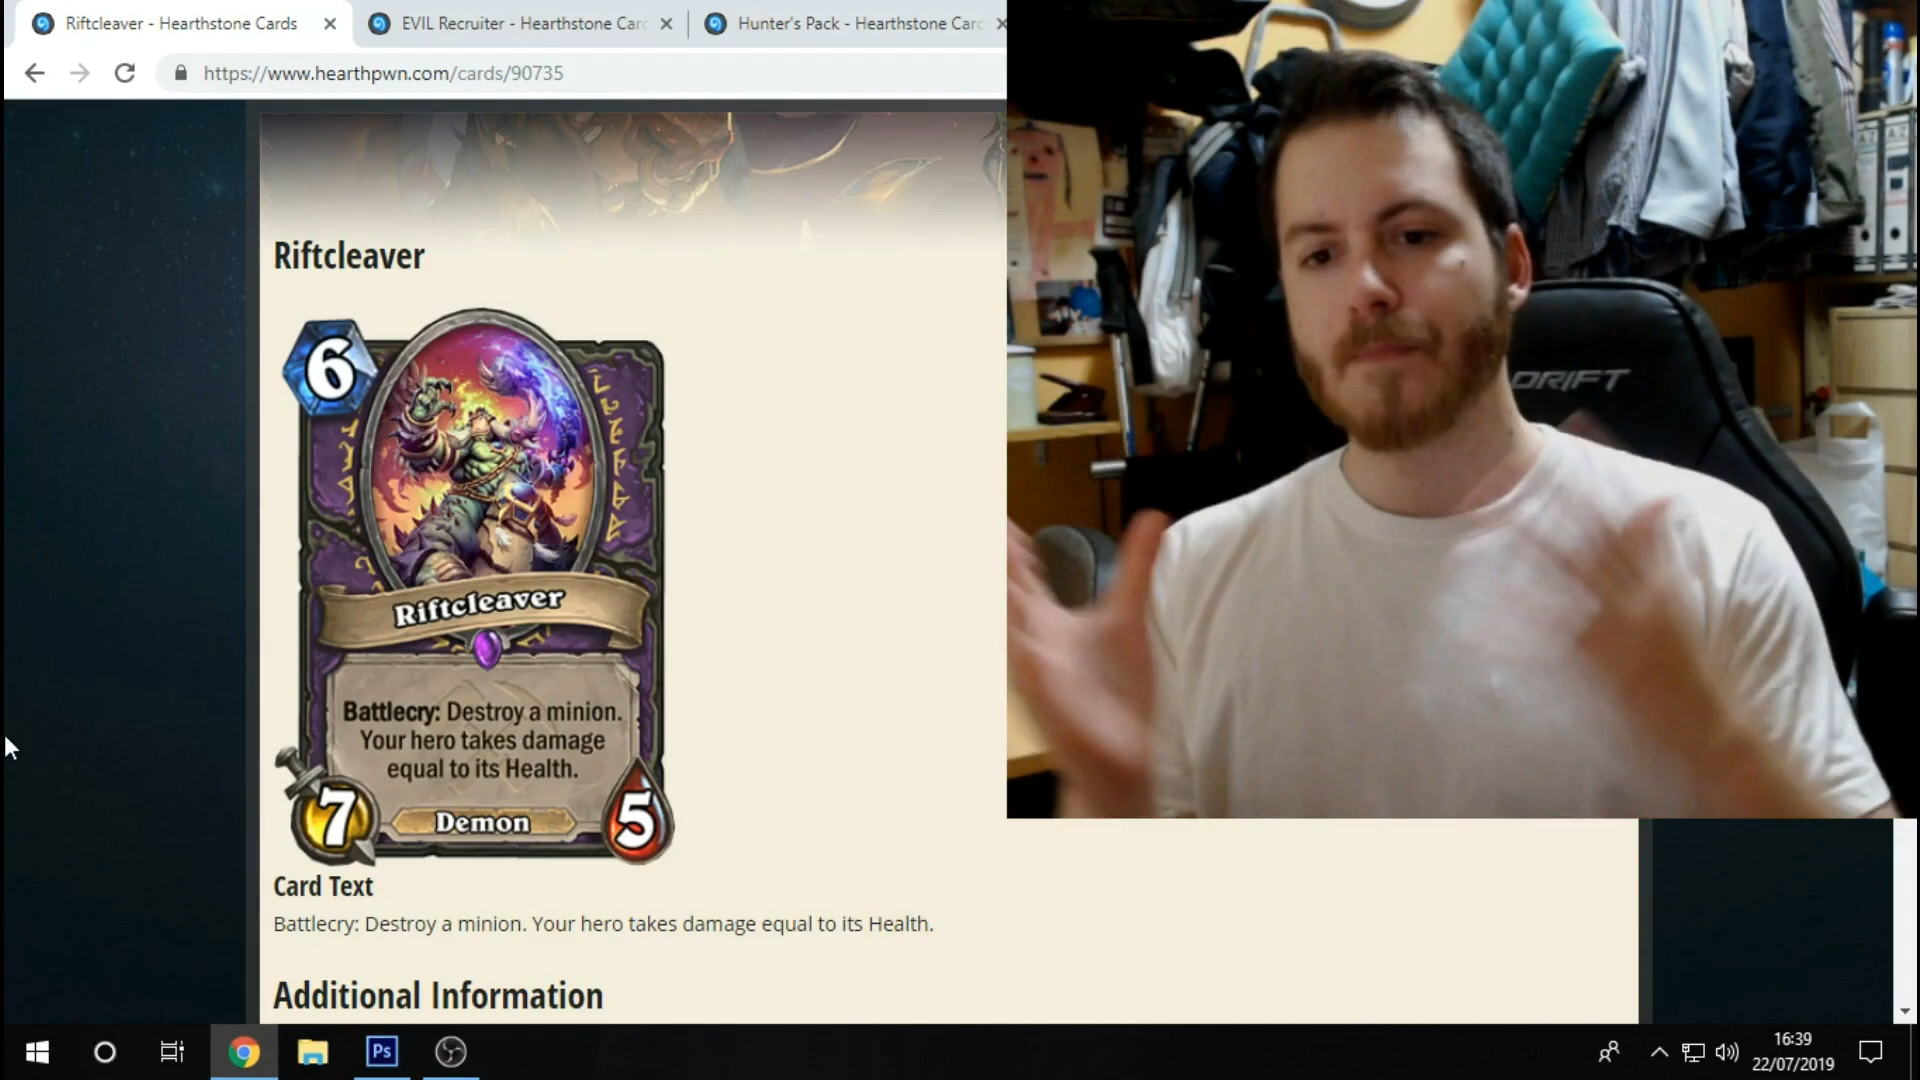 Riftcleaver - Hearthstone Cards
EVIL Recruiter - Hearthstone Carc
Hunter's Pack - Hearthstone Carc
https://www.hearthpwn.com/cards/90735
Riftcleaver
6
Riftcleaver
Battlecry: Destroy a minion.
Your hero takes damage
equal to its Health.
7
Demon
5
DRIFT
Card Text
Battlecry: Destroy a minion. Your hero takes damage equal to its Health.
Additional Information
Ps
16:39
22/07/2019